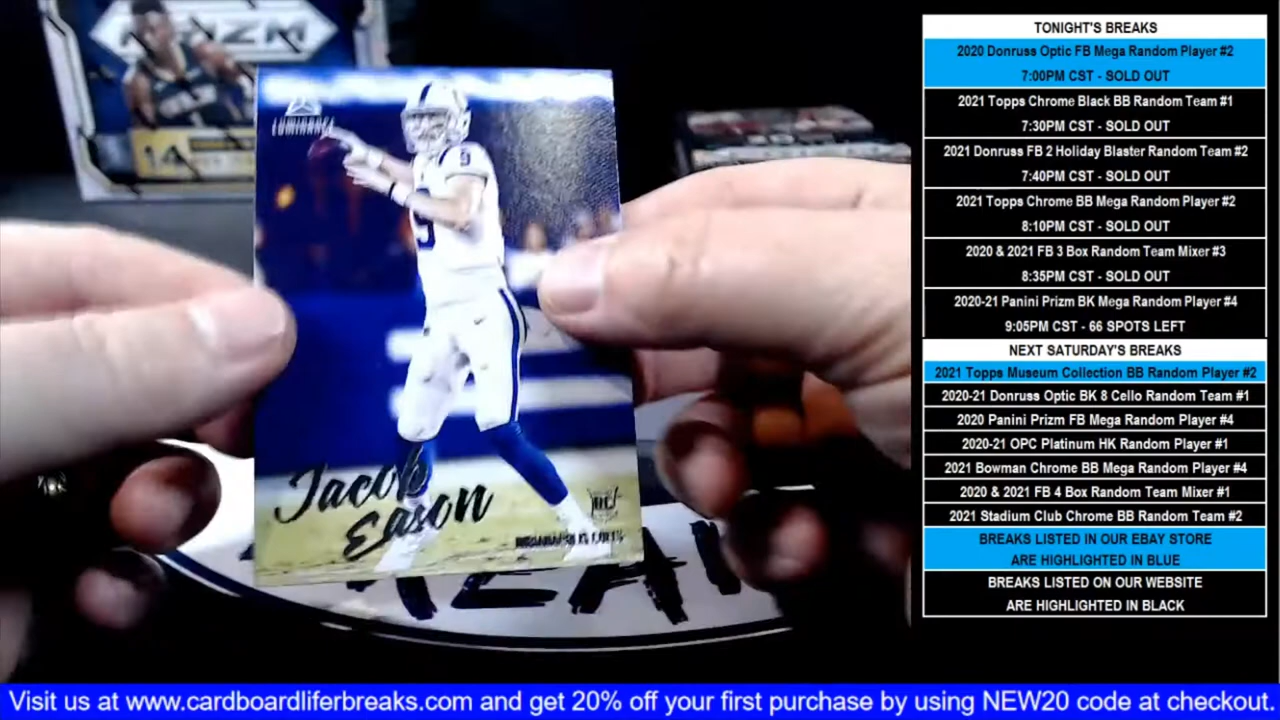 PRIZM
14
LUMINANCE
9
Jacob
Eason
RC
INDIANAPOLIS COLTS
TONIGHT'S BREAKS
2020 Donruss Optic FB Mega Random Player #2
7:00PM CST - SOLD OUT
2021 Topps Chrome Black BB Random Team #1
7:30PM CST - SOLD OUT
2021 Donruss FB 2 Holiday Blaster Random Team #2
7:40PM CST - SOLD OUT
2021 Topps Chrome BB Mega Random Player #2
8:10PM CST - SOLD OUT
2020 & 2021 FB 3 Box Random Team Mixer #3
8:35PM CST - SOLD OUT
2020-21 Panini Prizm BK Mega Random Player #4
9:05PM CST - 66 SPOTS LEFT
NEXT SATURDAY'S BREAKS
2021 Topps Museum Collection BB Random Player #2
2020-21 Donruss Optic BK 8 Cello Random Team #1
2020 Panini Prizm FB Mega Random Player #4
2020-21 OPC Platinum HK Random Player #1
2021 Bowman Chrome BB Mega Random Player #4
2020 & 2021 FB 4 Box Random Team Mixer #1
2021 Stadium Club Chrome BB Random Team #2
BREAKS LISTED IN OUR EBAY STORE
ARE HIGHLIGHTED IN BLUE
BREAKS LISTED ON OUR WEBSITE
ARE HIGHLIGHTED IN BLACK
Visit us at www.cardboardliferbreaks.com and get 20% off your first purchase by using NEW20 code at checkout.